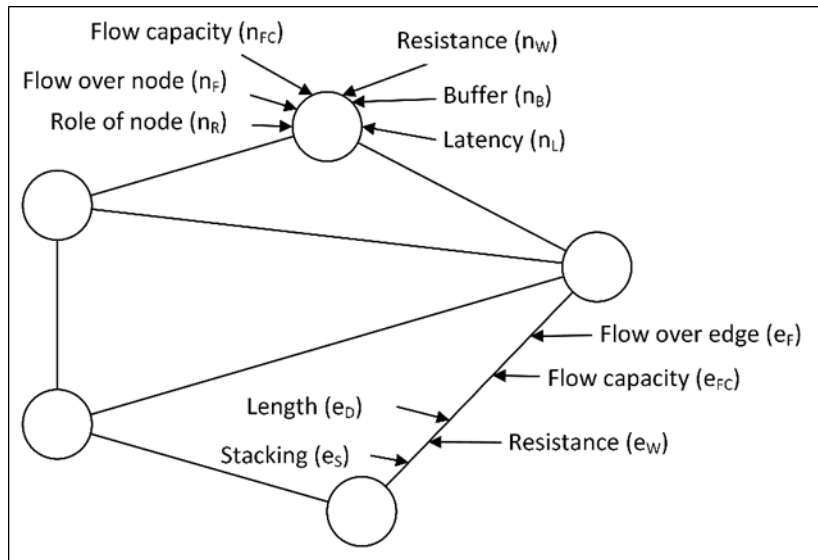 Flow capacity (nFC)
Resistance (nW)
Flow over node (nF)
Buffer (nB)
Role of node (nR)
Latency (nL)
Flow over edge (eF)
Flow capacity (eFC)
Length (eD)
Resistance (eW)
Stacking (eS)